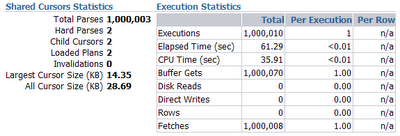 Shared Cursors Statistics
Total Parses 1,000,003
Hard Parses 2
Child Cursors 2
Loaded Plans 2
Invalidations 0
Largest Cursor Size (KB) 14.35
All Cursor Size (KB) 28.69
Execution Statistics
Total Per Execution Per Row
Executions 1,000,010 1 n/a
Elapsed Time (sec) 61.29 <0.01 n/a
CPU Time (sec) 35.91 <0.01 n/a
Buffer Gets 1,000,070 1.00 n/a
Disk Reads 0 0.00 n/a
Direct Writes 0 0.00 n/a
Rows 0 0.00 n/a
Fetches 1,000,008 1.00 n/a